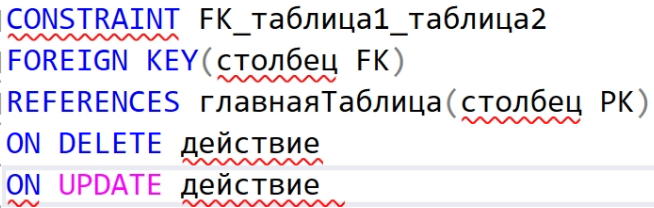 CONSTRAINT FK_таблица1_таблица2
FOREIGN KEY(столбец FK)
REFERENCES главнаяТаблица(столбец PK)
ON DELETE действие
ON UPDATE действие